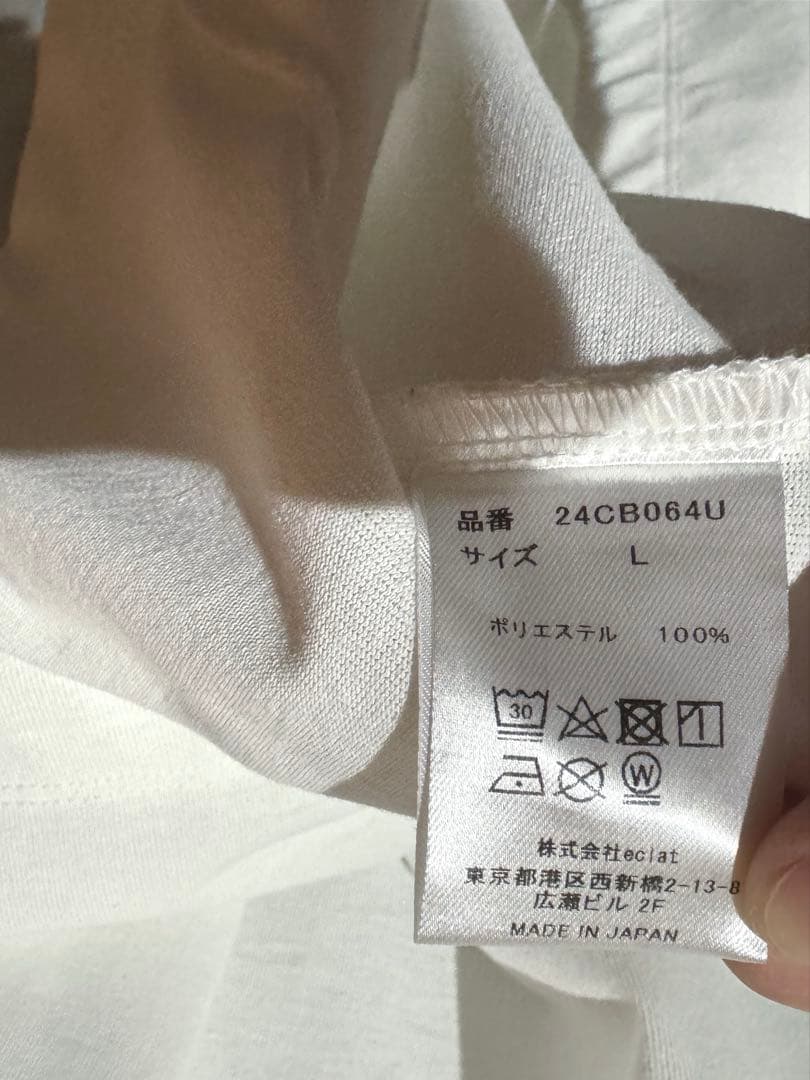 品番 24CB064U
サイズ L
ポリエステル 100%
30
W
株式会社eclat
東京都港区西新橋2-13-8
広瀬ビル 2F
MADE IN JAPAN